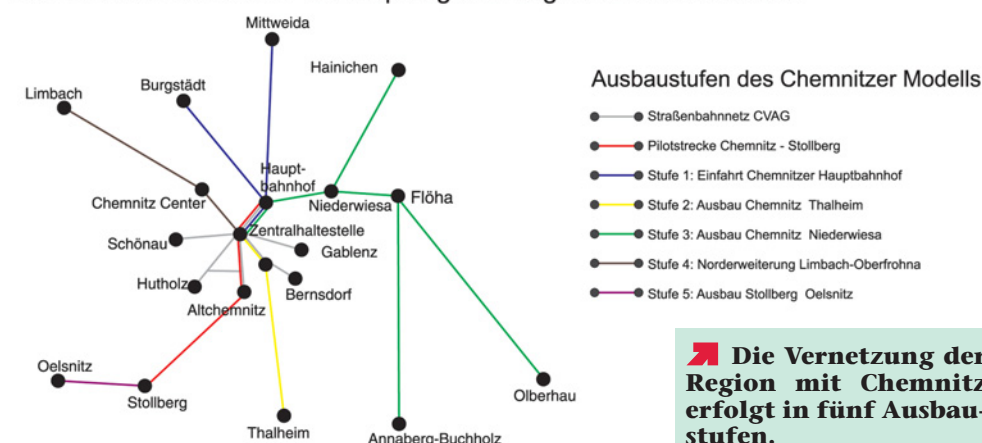 Mittweida
Hainichen
Burgstädt
Limbach
Haupt-
bahnhof
Chemnitz Center
Niederwiesa
Flöha
Zentralhaltestelle
Schönau
Gablenz
Hutholz
Bernsdorf
Altchemnitz
Oelsnitz
Stollberg
Olberhau
Thalheim
Annaberg-Buchholz
Ausbaustufen des Chemnitzer Modells
Straßenbahnnetz CVAG
Pilotstrecke Chemnitz - Stollberg
Stufe 1: Einfahrt Chemnitzer Hauptbahnhof
Stufe 2: Ausbau Chemnitz Thalheim
Stufe 3: Ausbau Chemnitz Niederwiesa
Stufe 4: Norderweiterung Limbach-Oberfrohna
Stufe 5: Ausbau Stollberg Oelsnitz
Die Vernetzung der
Region mit Chemnitz
erfolgt in fünf Ausbau-
stufen.